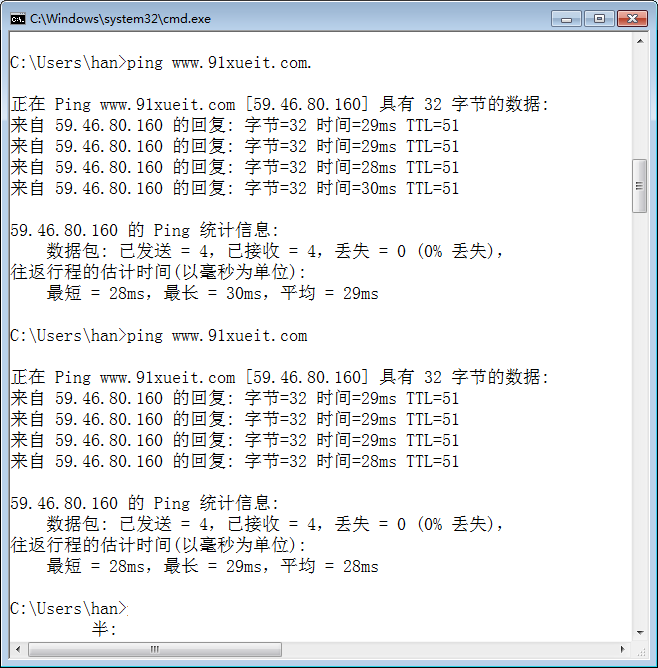 C:\Windows\system32\cmd.exe
C:\Users\han>ping www.91xueit.com.
正在 Ping www.91xueit.com [59.46.80.160] 具有 32 字节的数据:
来自 59.46.80.160 的回复: 字节=32 时间=29ms TTL=51
来自 59.46.80.160 的回复: 字节=32 时间=29ms TTL=51
来自 59.46.80.160 的回复: 字节=32 时间=28ms TTL=51
来自 59.46.80.160 的回复: 字节=32 时间=30ms TTL=51
59.46.80.160 的 Ping 统计信息:
数据包: 已发送 = 4，已接收 = 4，丢失 = 0 (0% 丢失)，
往返行程的估计时间(以毫秒为单位):
最短 = 28ms，最长 = 30ms，平均 = 29ms
C:\Users\han>ping www.91xueit.com
正在 Ping www.91xueit.com [59.46.80.160] 具有 32 字节的数据:
来自 59.46.80.160 的回复: 字节=32 时间=29ms TTL=51
来自 59.46.80.160 的回复: 字节=32 时间=29ms TTL=51
来自 59.46.80.160 的回复: 字节=32 时间=29ms TTL=51
来自 59.46.80.160 的回复: 字节=32 时间=28ms TTL=51
59.46.80.160 的 Ping 统计信息:
数据包: 已发送 = 4，已接收 = 4，丢失 = 0 (0% 丢失)，
往返行程的估计时间(以毫秒为单位):
最短 = 28ms，最长 = 29ms，平均 = 28ms
C:\Users\han>
半: